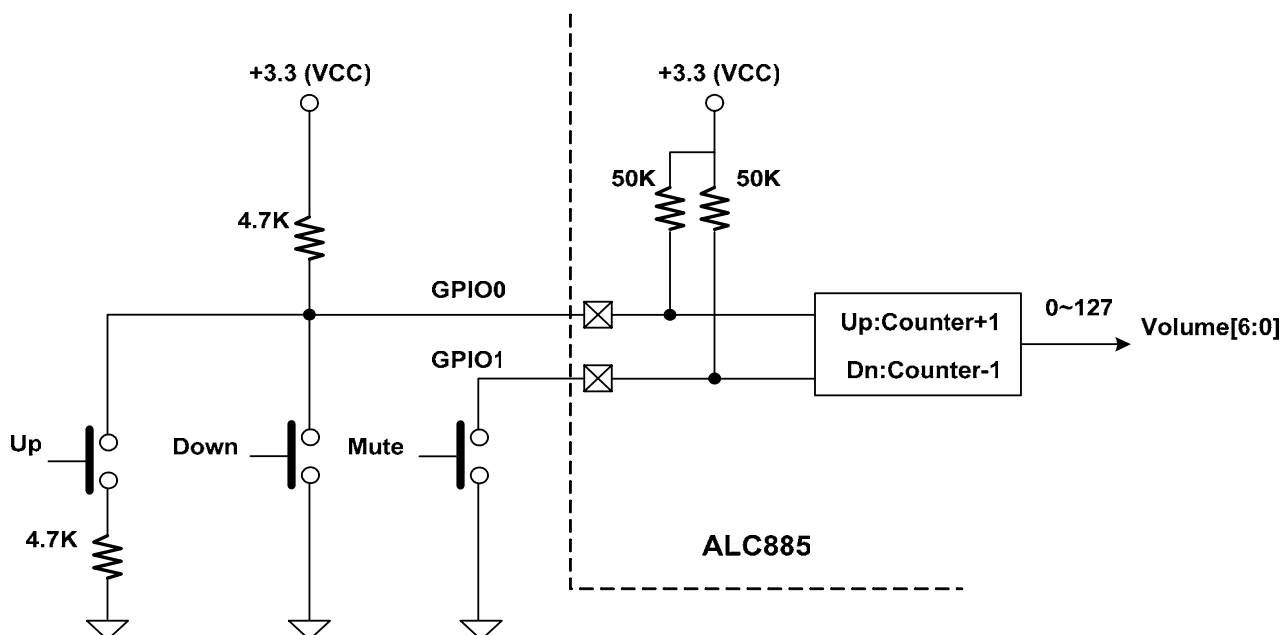 +3.3 (VCC)
+3.3 (VCC)
50K
50K
4.7K
GPIO0
Up:Counter+1
0~127
Volume[6:0]
GPIO1
Dn:Counter-1
Up
Down
Mute
4.7K
ALC885